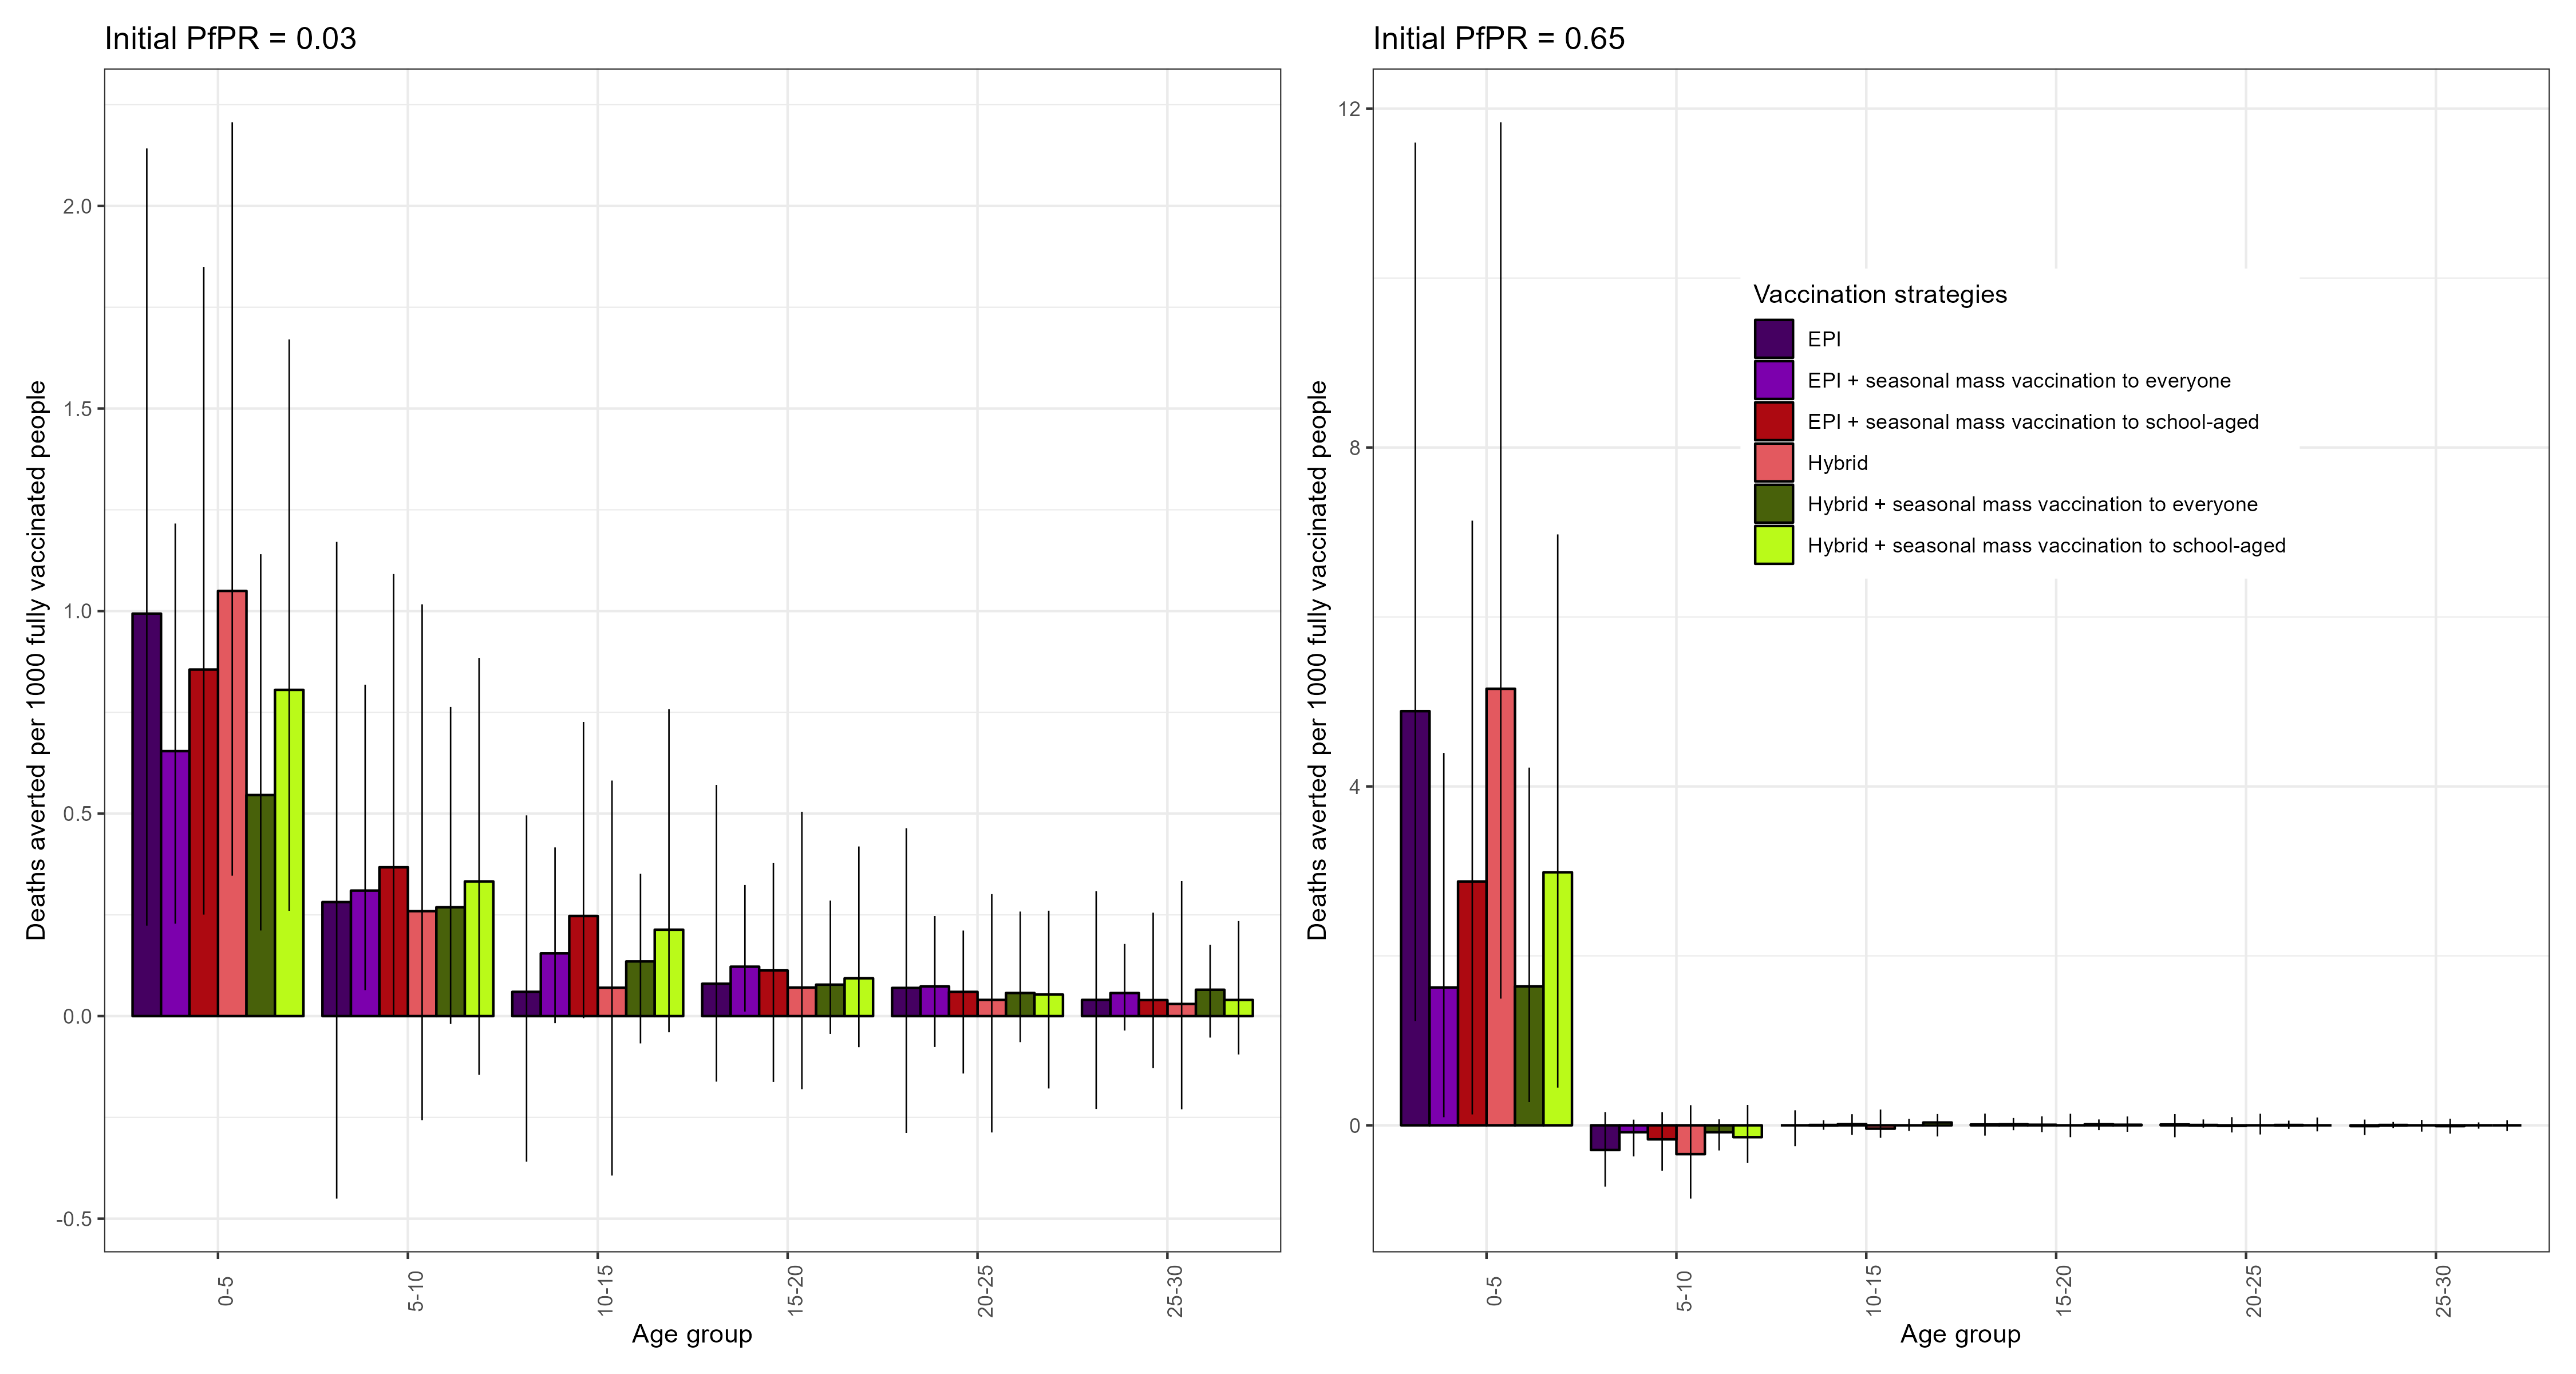 Initial PfPR = 0.03
Deaths averted per 1000 fully vaccinated people
2.0
1.5
1.0
0.5
0.0
-0.5
0-5
5-10
10-15
15-20
20-25
25-30
Age group
Initial PfPR = 0.65
Deaths averted per 1000 fully vaccinated people
12
8
4
0
Vaccination strategies
EPI
EPI + seasonal mass vaccination to everyone
EPI + seasonal mass vaccination to school-aged
Hybrid
Hybrid + seasonal mass vaccination to everyone
Hybrid + seasonal mass vaccination to school-aged
0-5
5-10
10-15
15-20
20-25
25-30
Age group